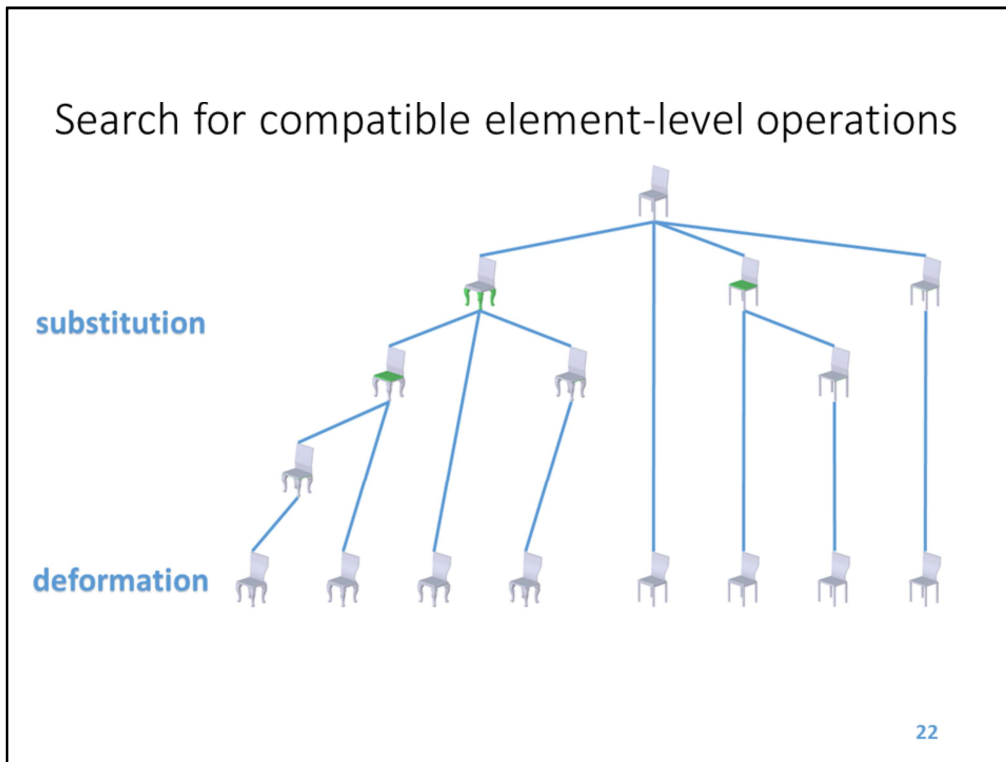 Search for compatible element-level operations
substitution
deformation
22